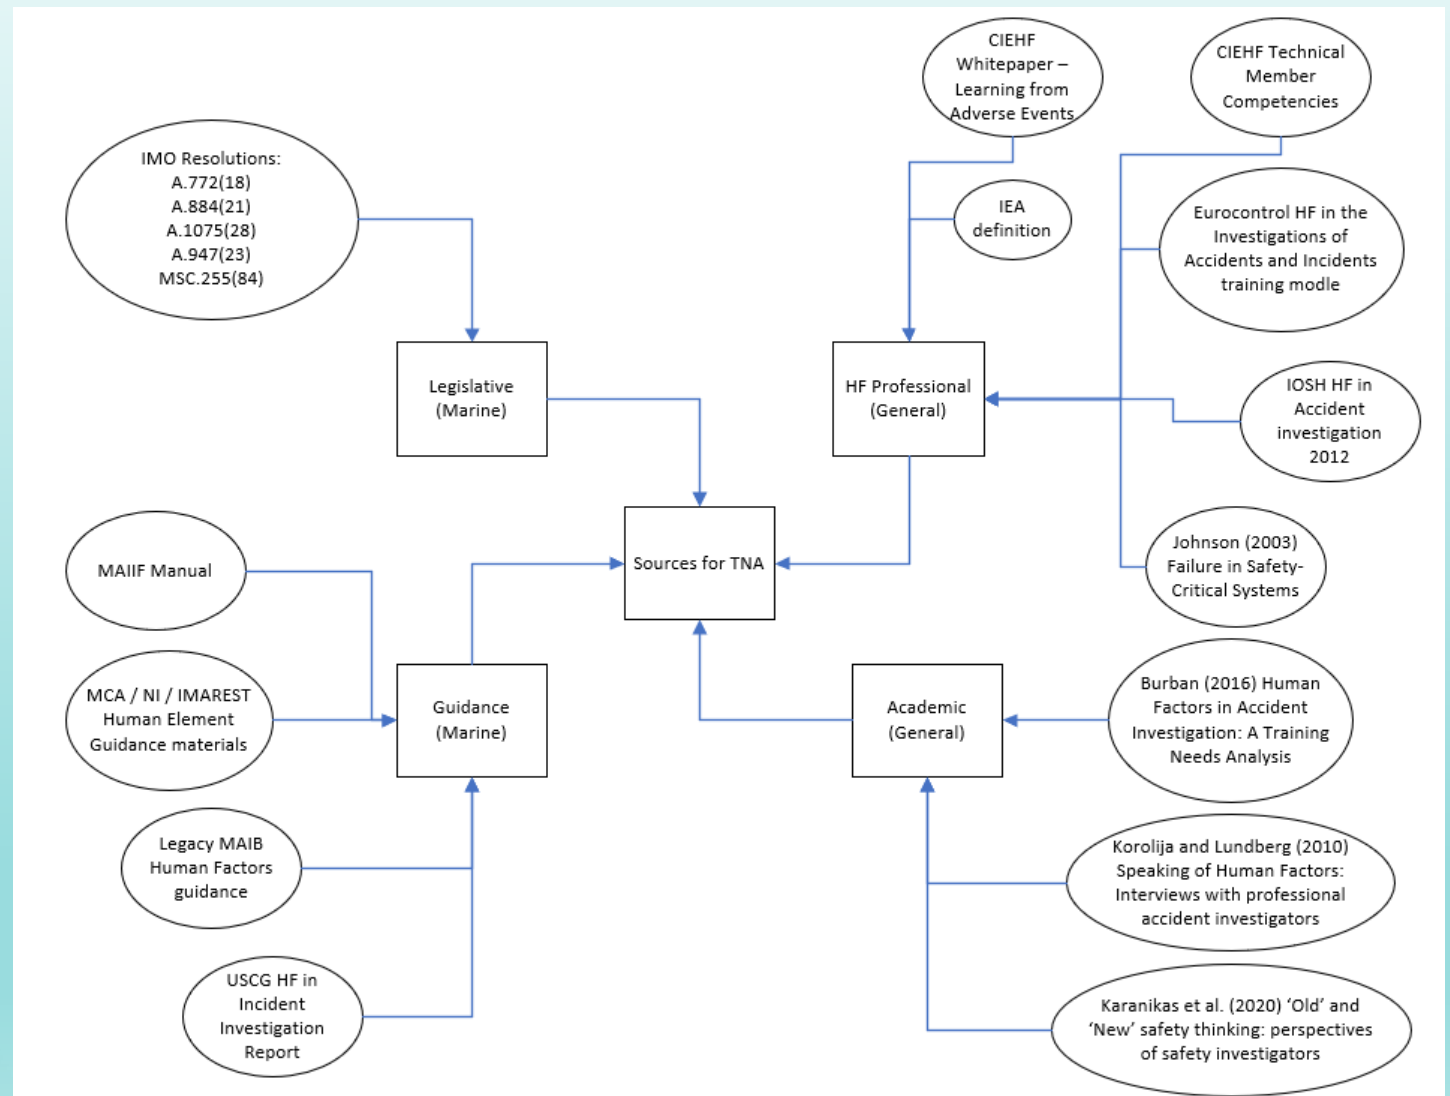 CIEHF
Whitepaper –
Learning from
Adverse Events
CIEHF Technical
Member
Competencies
IMO Resolutions:
A.772(18)
A.884(21)
A.1075(28)
A.947(23)
MSC.255(84)
IEA
definition
Eurocontrol HF in the
Investigations of
Accidents and Incidents
training modle
Legislative
(Marine)
HF Professional
(General)
IOSH HF in
Accident
investigation
2012
MAIIF Manual
Sources for TNA
Johnson (2003)
Failure in Safety-
Critical Systems
MCA / NI / IMAREST
Human Element
Guidance materials
Guidance
(Marine)
Academic
(General)
Burban (2016) Human
Factors in Accident
Investigation: A Training
Needs Analysis
Legacy MAIB
Human Factors
guidance
Korolija and Lundberg (2010)
Speaking of Human Factors:
Interviews with professional
accident investigators
USCG HF in
Incident
Investigation
Report
Karanikas et al. (2020) ‘Old’ and
‘New’ safety thinking: perspectives
of safety investigators